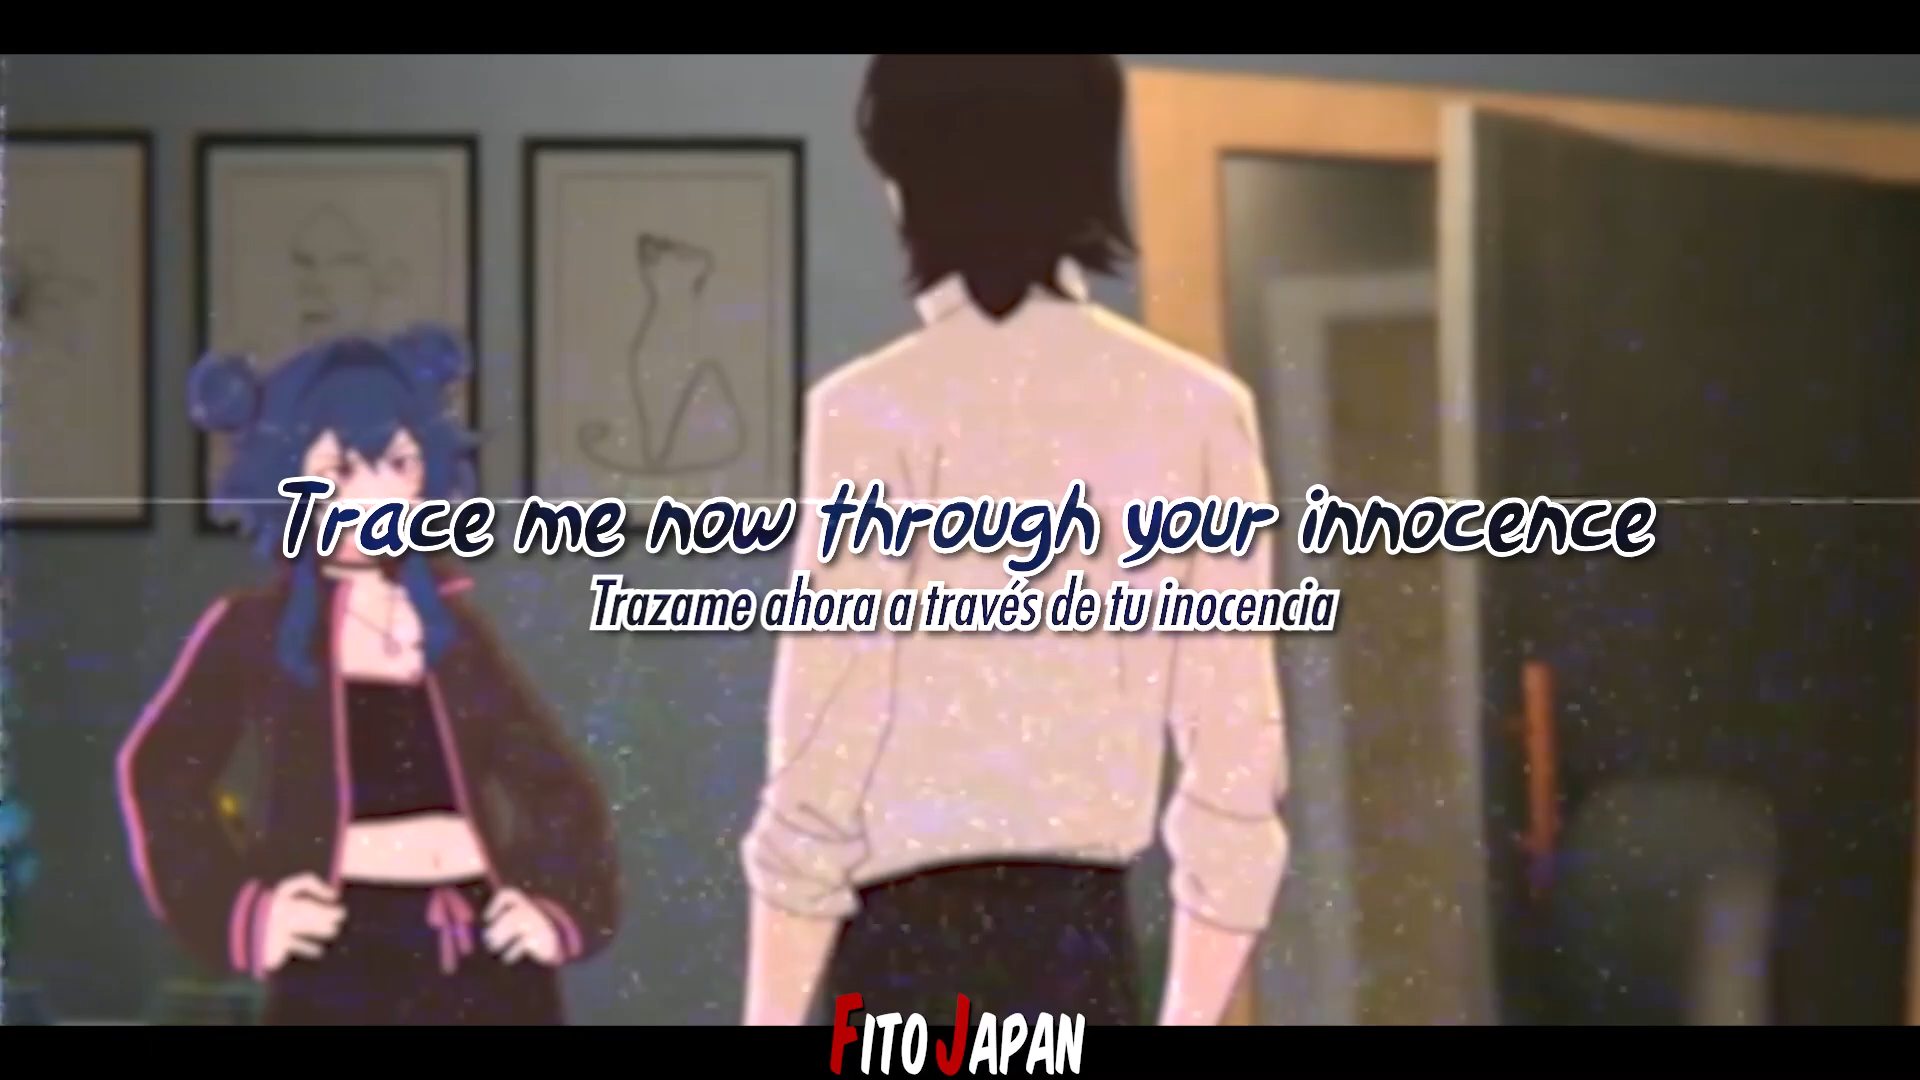 Trace me now through your innocence
Trazame ahora a través de tu inocencia
FITO JAPAN